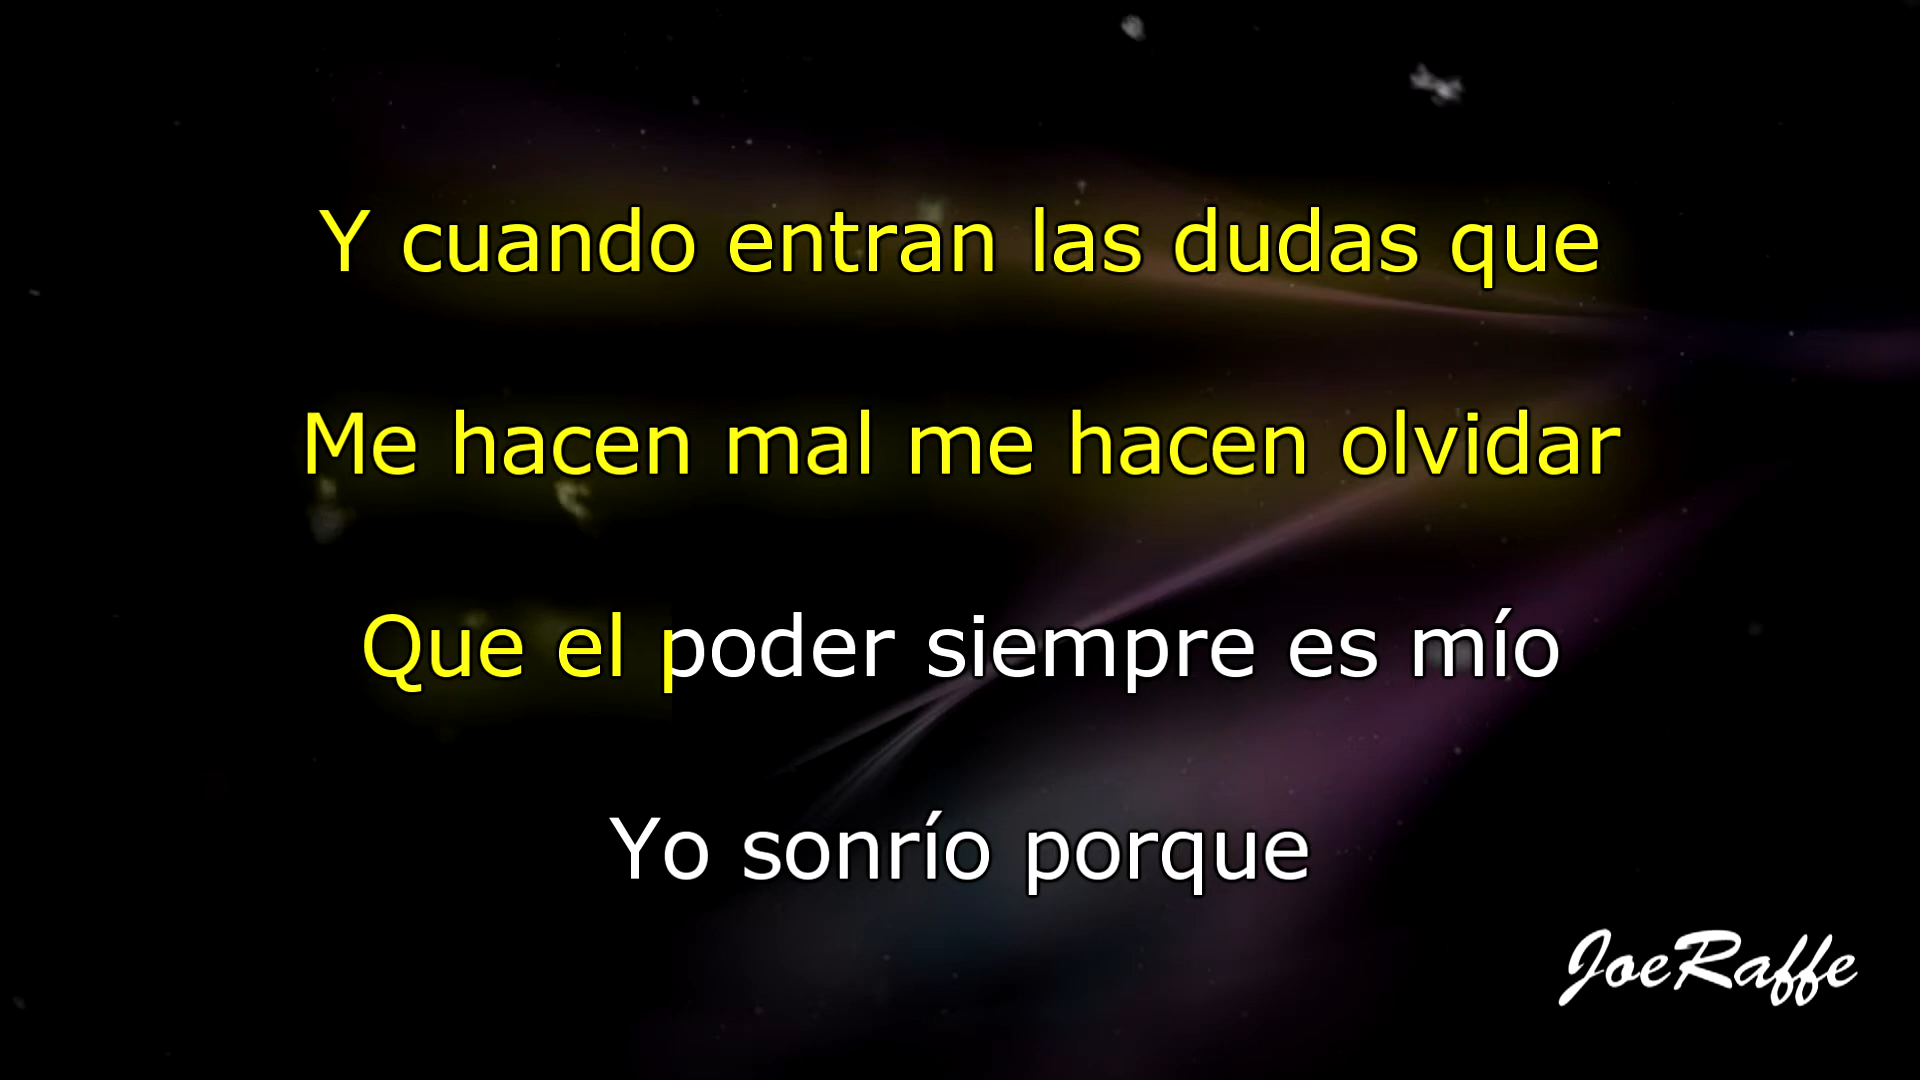 Y cuando entran las dudas que
Me hacen mal me hacen olvidar
Que el poder siempre es mío
Yo sonrío porque
JoeRaffe